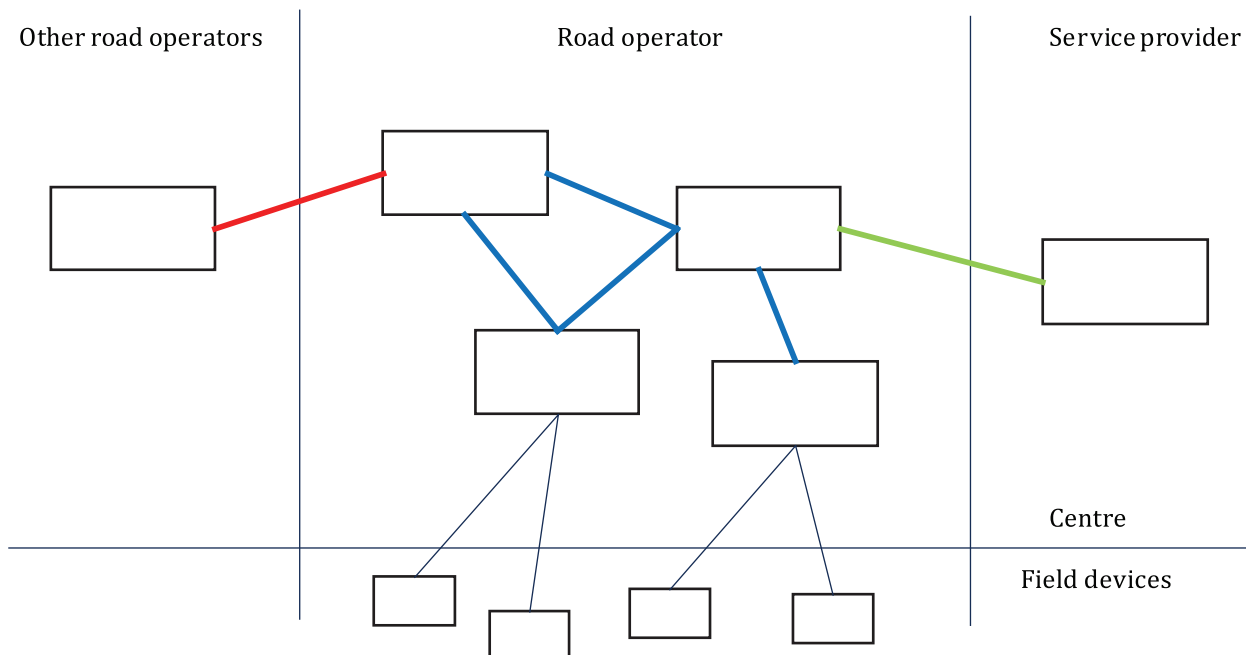 Other road operators
Road operator
Service provider
Centre
Field devices